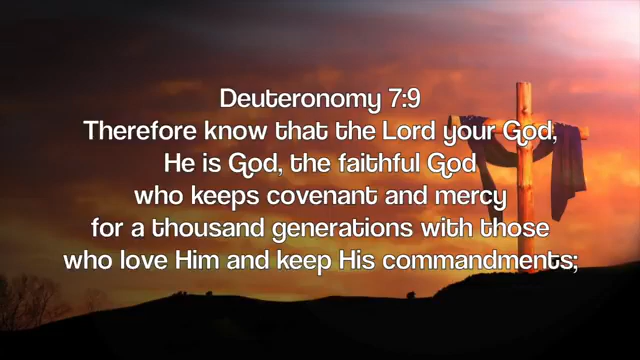 Deuteronomy 7:9
Therefore know that the Lord your God,
He is God, the faithful God
who keeps covenant and mercy
for a thousand generations with those
who love Him and keep His commandments;